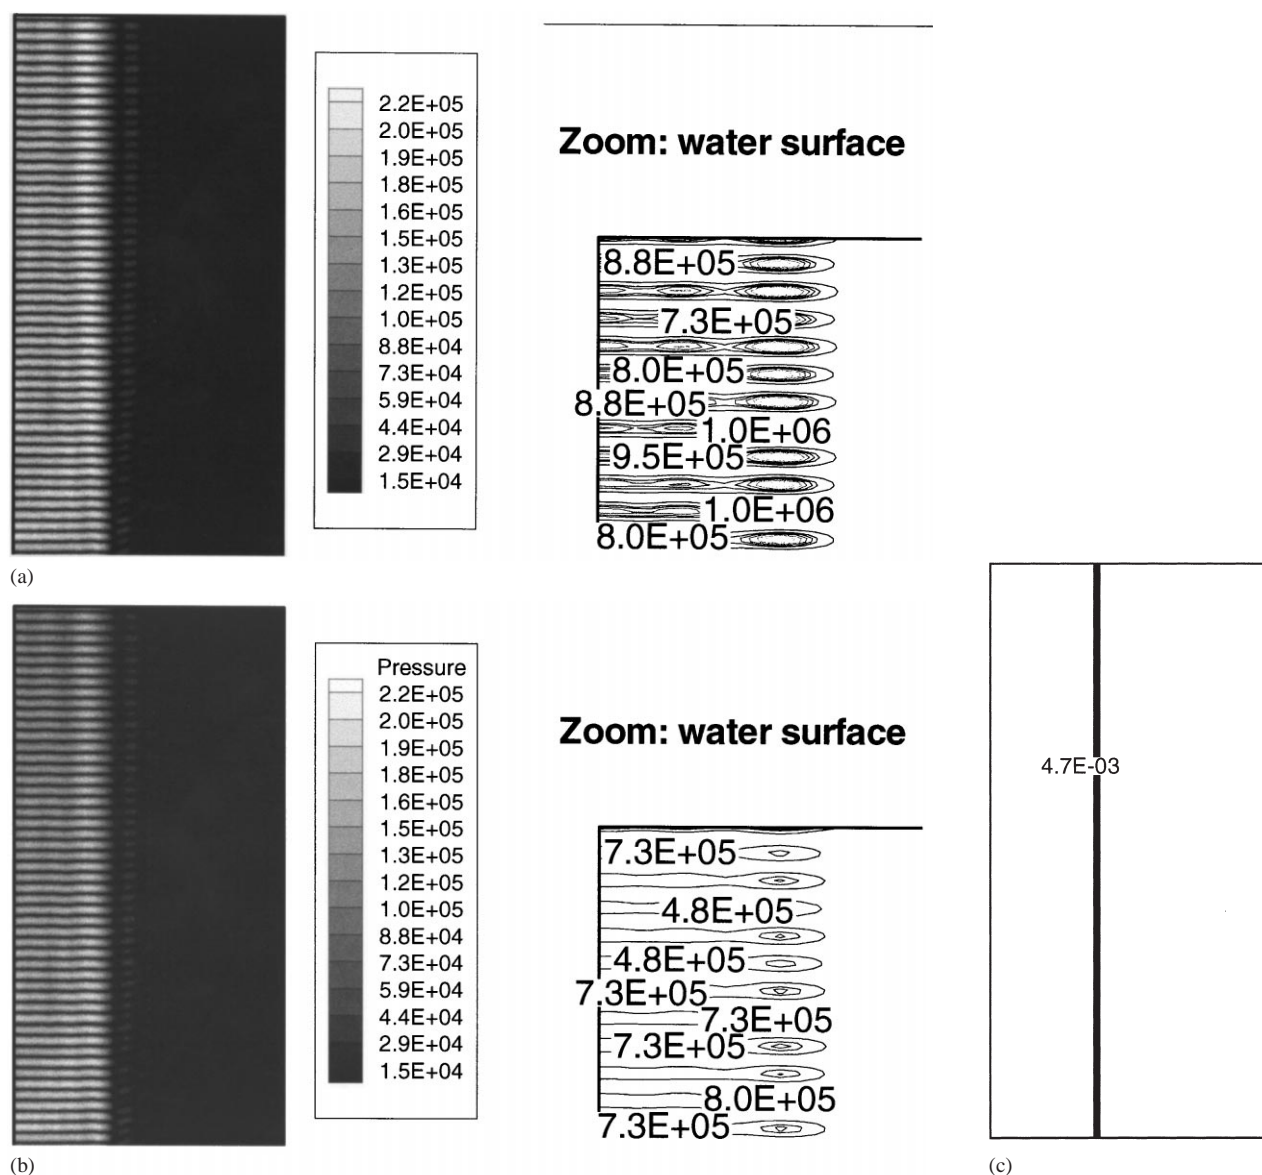 2.2E+05
2.0E+05
1.9E+05
1.8E+05
1.6E+05
1.5E+05
1.3E+05
1.2E+05
1.0E+05
8.8E+04
7.3E+04
5.9E+04
4.4E+04
2.9E+04
1.5E+04
Zoom: water surface
8.8E+05
7.3E+05
8.0E+05
8.8E+05
1.0E+06
9.5E+05
1.0E+06
8.0E+05
(a)
Pressure
2.2E+05
2.0E+05
1.9E+05
1.8E+05
1.6E+05
1.5E+05
1.3E+05
1.2E+05
1.0E+05
8.8E+04
7.3E+04
5.9E+04
4.4E+04
2.9E+04
1.5E+04
Zoom: water surface
7.3E+05
4.8E+05
4.8E+05
7.3E+05
7.3E+05
7.3E+05
8.0E+05
7.3E+05
(b)
4.7E-03
(c)